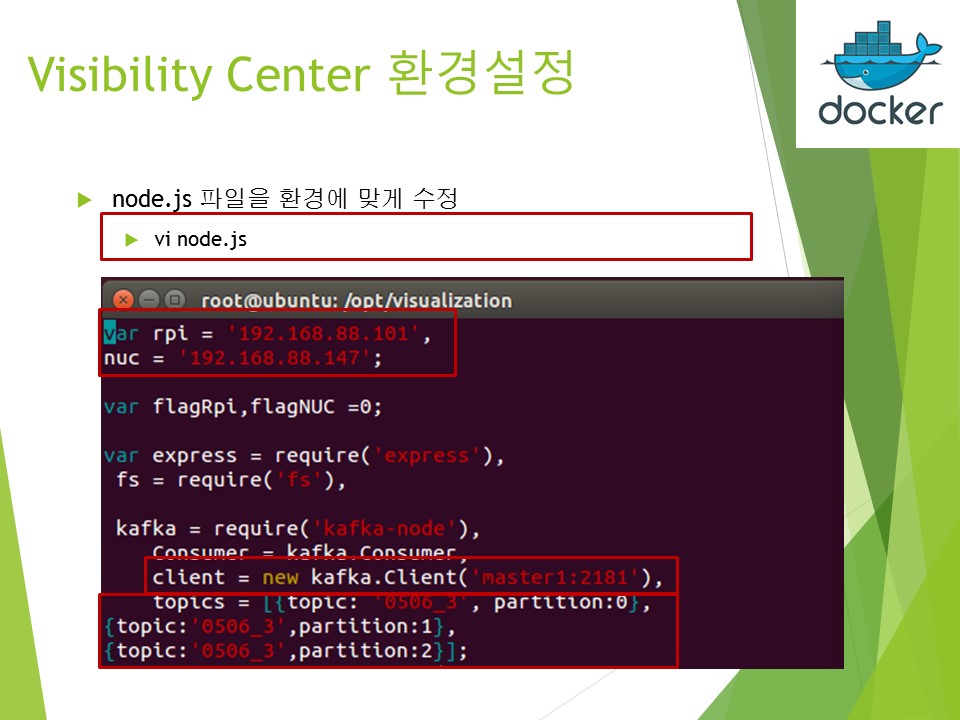 Visibility Center 환경설정
docker
node.js 파일을 환경에 맞게 수정
vi node.js
root@ubuntu: /opt/visualization
var rpi = '192.168.88.101',
nuc = '192.168.88.147';
var flagRpi,flagNUC =0;
var express = require('express'),
fs = require('fs'),
kafka = require('kafka-node'),
Consumer = kafka.Consumer,
client = new kafka.Client('master1:2181'),
topics = [{topic: '0506_3', partition:0},
{topic:'0506_3',partition:1},
{topic:'0506_3',partition:2}];